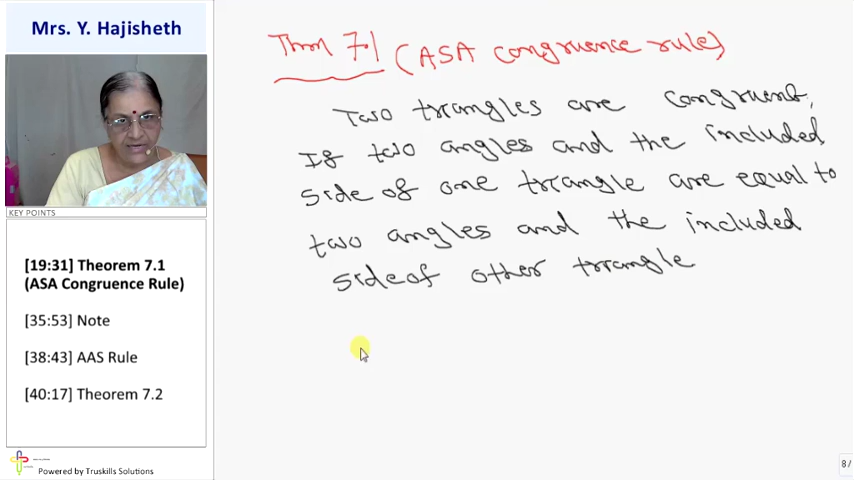 Mrs. Y. Hajisheth
KEY POINTS
[19:31] Theorem 7.1
(ASA Congruence Rule)
[35:53] Note
[38:43] AAS Rule
[40:17] Theorem 7.2
Powered by Truskills Solutions
Thm 7.1 (ASA congruence rule)
Two triangles are congruent,
If two angles and the included
side of one triangle are equal to
two angles and the included
side of other triangle
8/